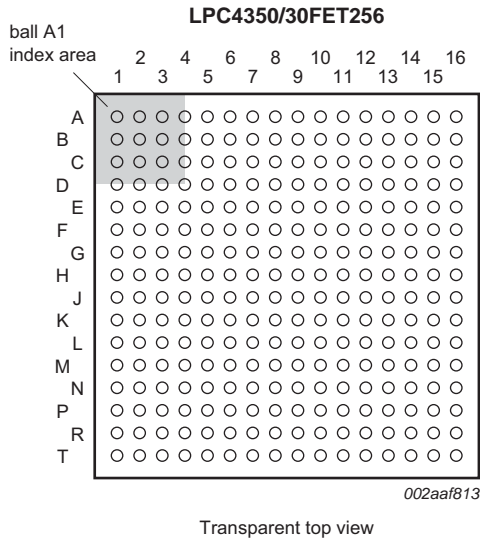 LPC4350/30FET256
ball A1
index area
2 4 6 8 10 12 14 16
1 3 5 7 9 11 13 15
A
B
C
D
E
F
G
H
J
K
L
M
N
P
R
T
002aaf813
Transparent top view